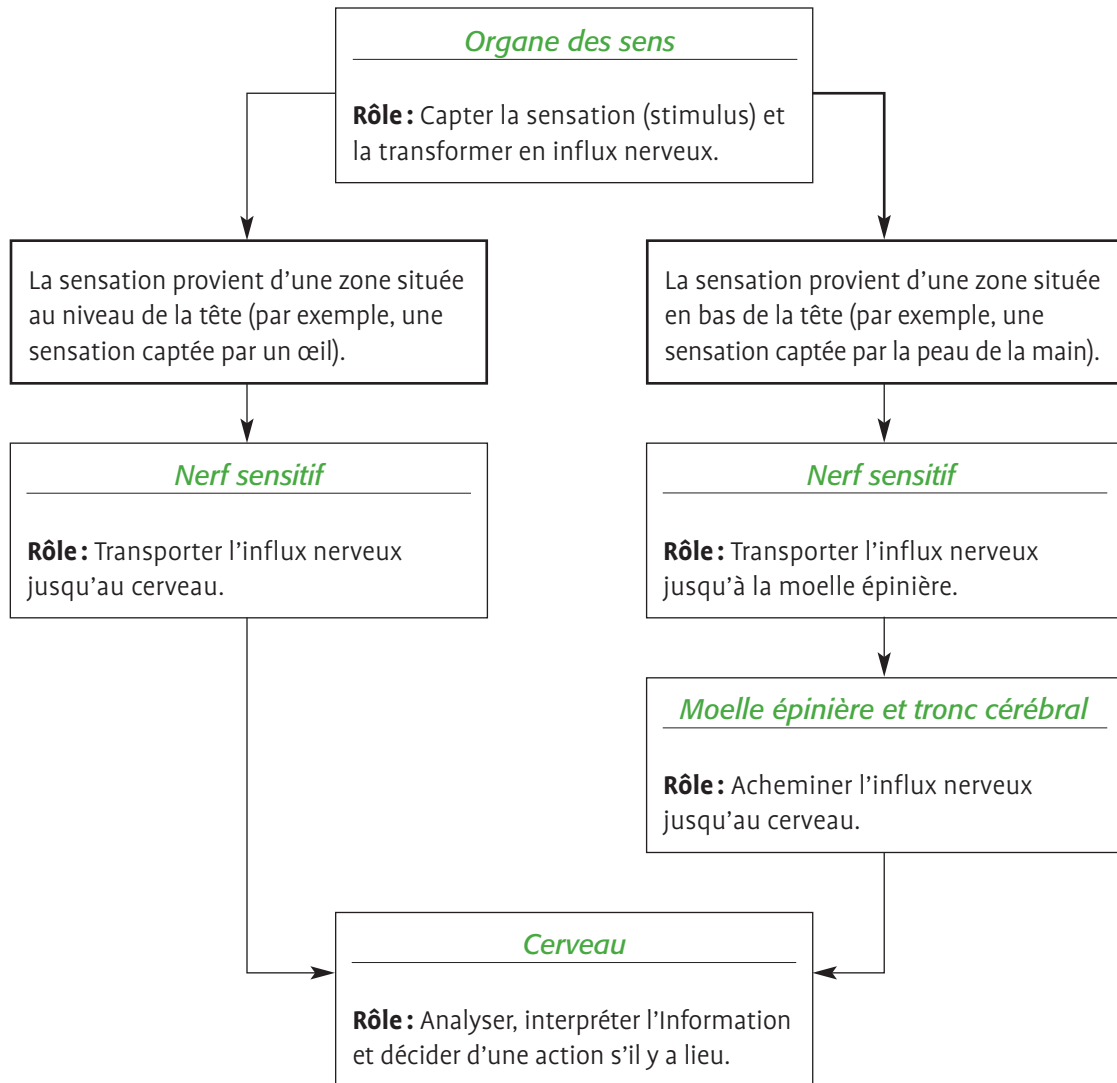 Organe des sens
Rôle : Capter la sensation (stimulus) et
la transformer en influx nerveux.
La sensation provient d’une zone située
au niveau de la tête (par exemple, une
sensation captée par un œil).
La sensation provient d’une zone située
en bas de la tête (par exemple, une
sensation captée par la peau de la main).
Nerf sensitif
Rôle : Transporter l’influx nerveux
jusqu’au cerveau.
Nerf sensitif
Rôle : Transporter l’influx nerveux
jusqu’à la moelle épinière.
Moelle épinière et tronc cérébral
Rôle : Acheminer l’influx nerveux
jusqu’au cerveau.
Cerveau
Rôle : Analyser, interpréter l’Information
et décider d’une action s’il y a lieu.